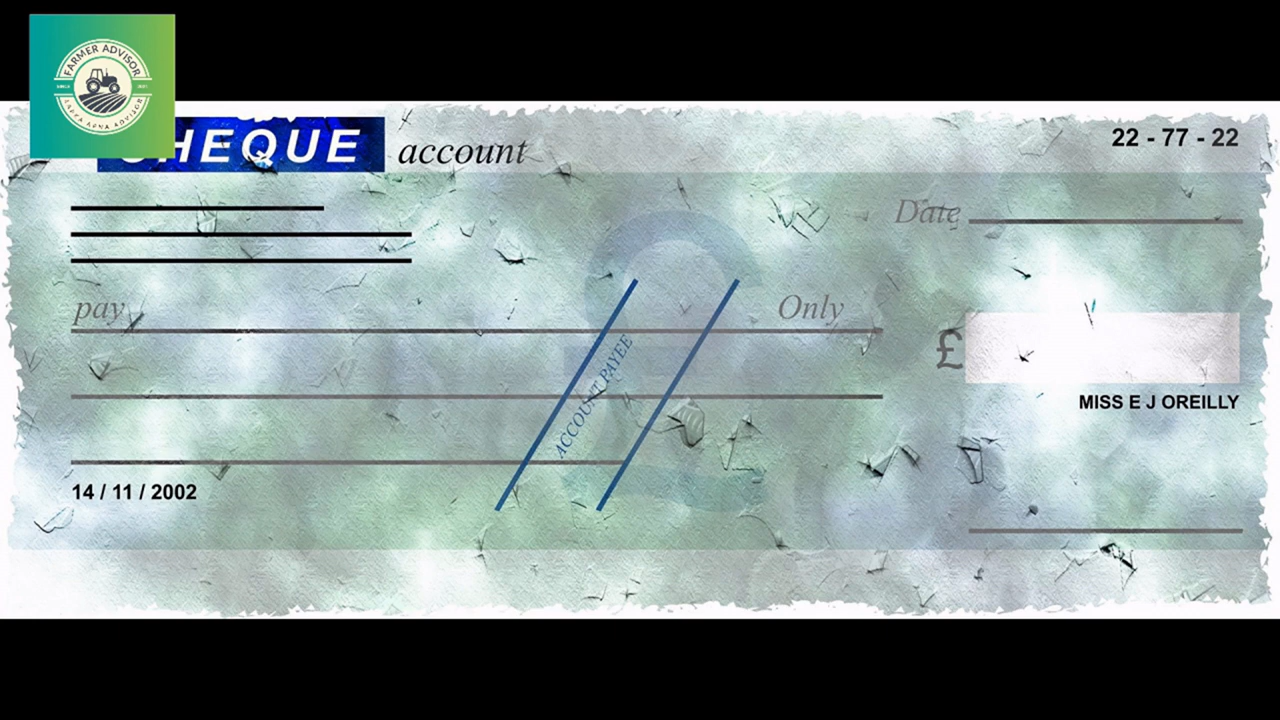 FARMER ADVISOR
CHEQUE account
22 - 77 - 22
Date
pay
Only
£
ACCOUNT PAYEE
MISS E J OREILLY
14 / 11 / 2002